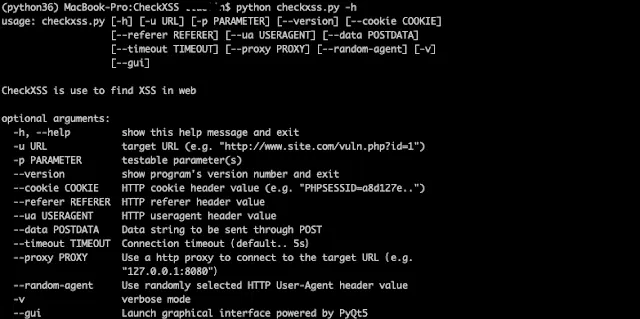 (python36) MacBook-Pro:CheckXSS $ python checkxss.py -h
usage: checkxss.py [-h] [-u URL] [-p PARAMETER] [--version] [--cookie COOKIE]
[--referer REFERER] [--ua USERAGENT] [--data POSTDATA]
[--timeout TIMEOUT] [--proxy PROXY] [--random-agent] [-v]
[--gui]
CheckXSS is use to find XSS in web
optional arguments:
-h, --help show this help message and exit
-u URL target URL (e.g. "http://www.site.com/vuln.php?id=1")
-p PARAMETER testable parameter(s)
--version show program's version number and exit
--cookie COOKIE HTTP cookie header value (e.g. "PHPSESSID=a8d127e..")
--referer REFERER HTTP referer header value
--ua USERAGENT HTTP useragent header value
--data POSTDATA Data string to be sent through POST
--timeout TIMEOUT Connection timeout (default.. 5s)
--proxy PROXY Use a http proxy to connect to the target URL (e.g.
"127.0.0.1:8080")
--random-agent Use randomly selected HTTP User-Agent header value
-v verbose mode
--gui Launch graphical interface powered by PyQt5